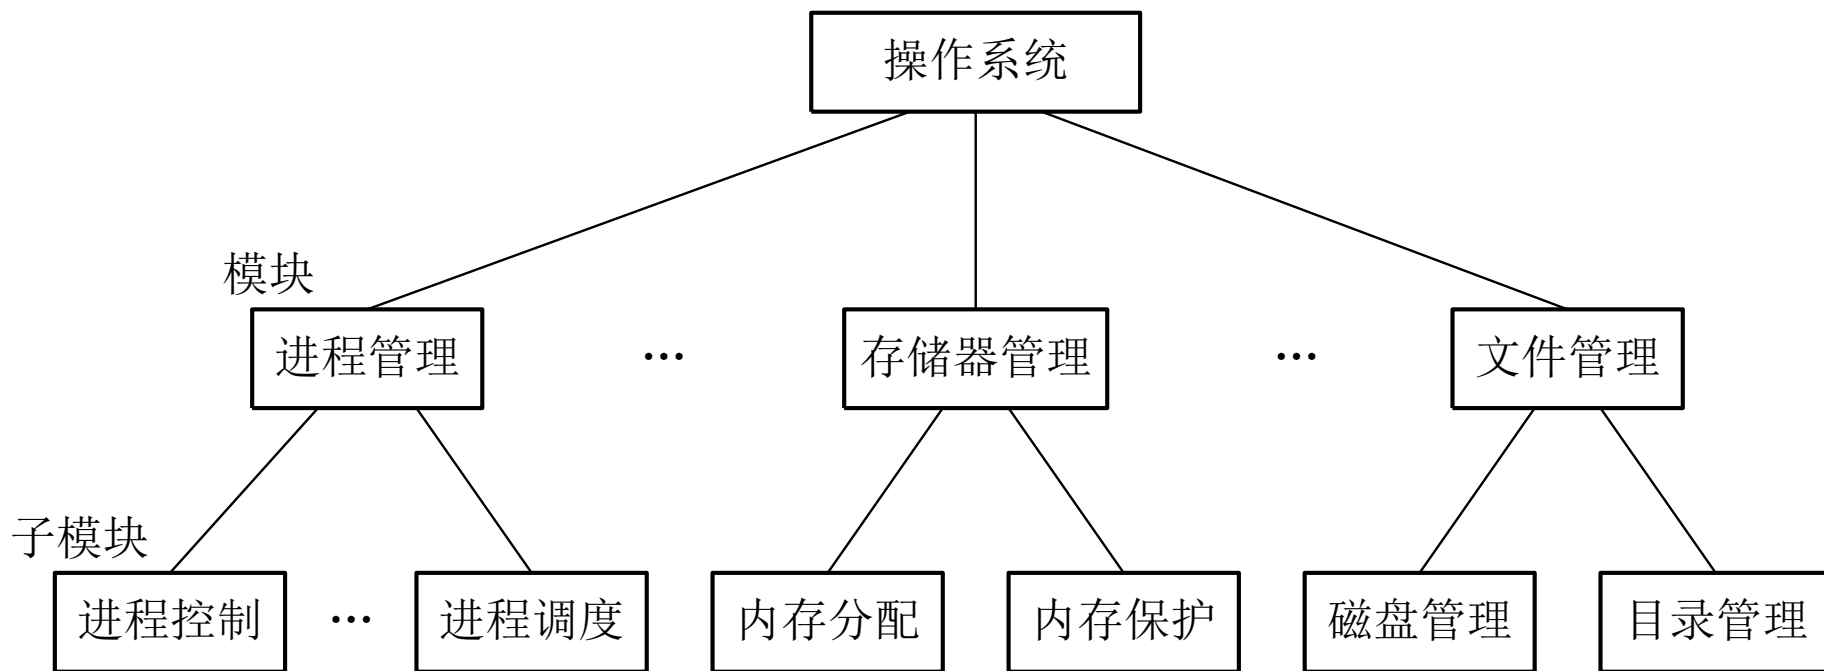 操作系统
模块
进程管理 … 存储器管理 … 文件管理
子模块
进程控制 … 进程调度 内存分配 内存保护 磁盘管理 目录管理